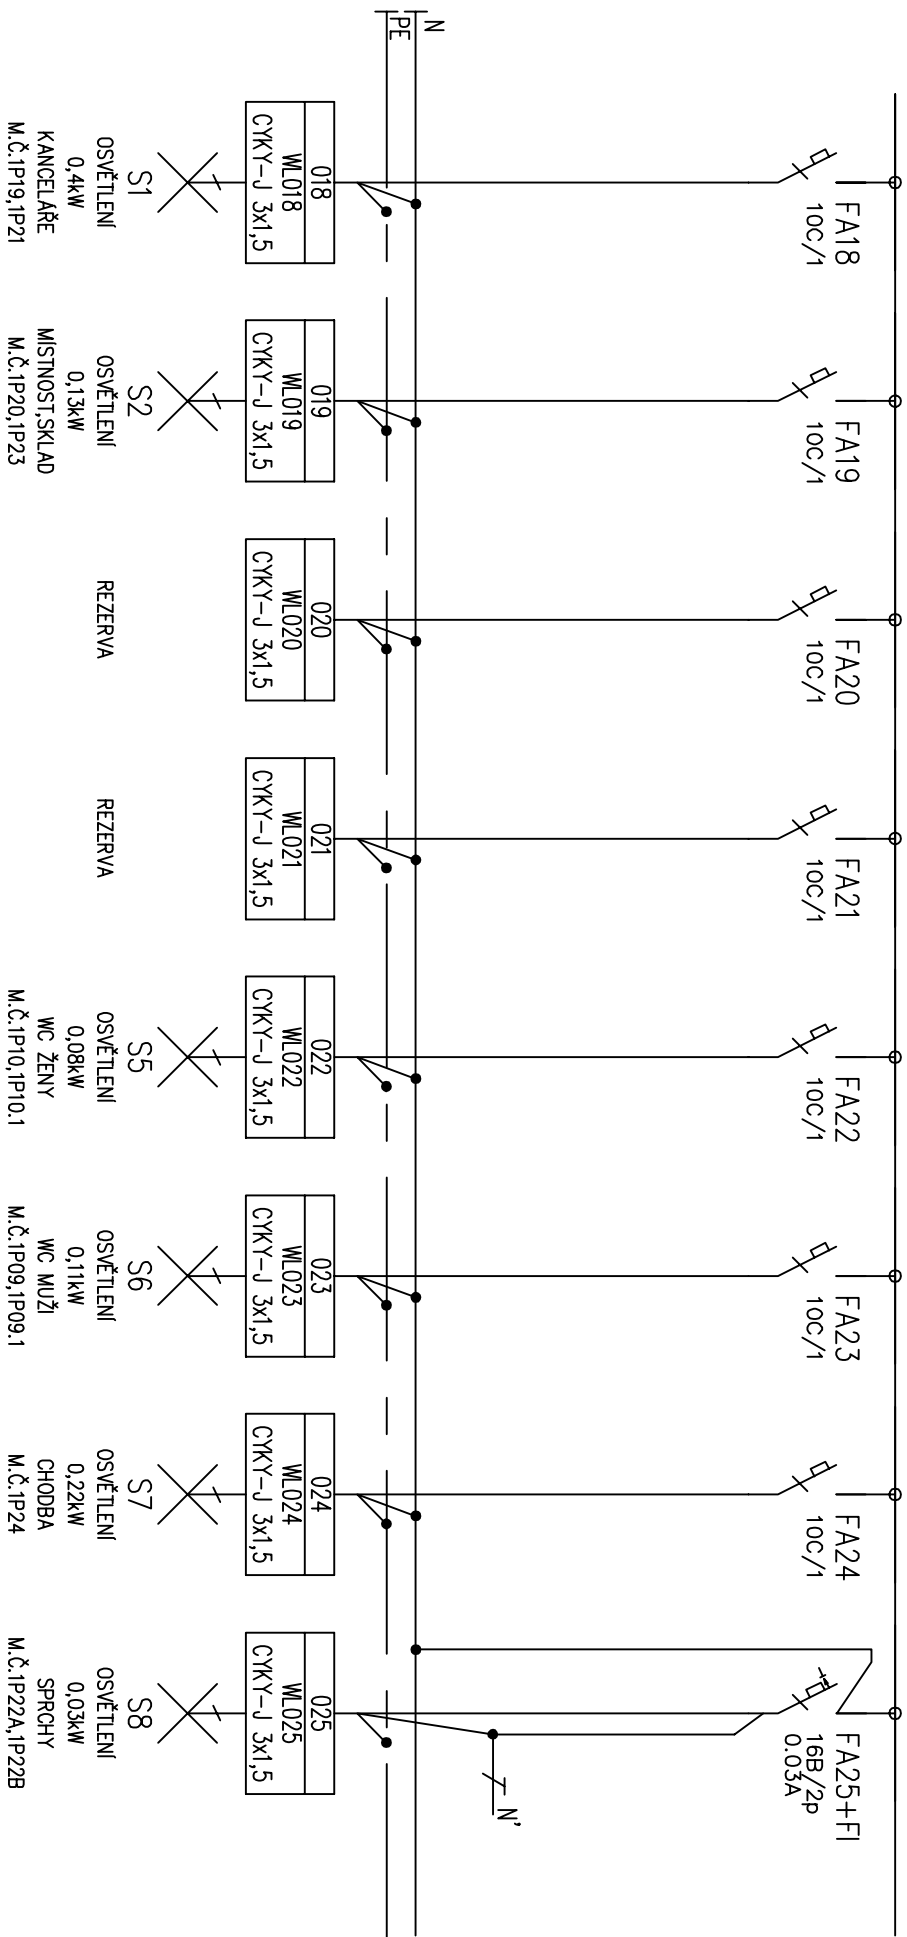 N
PE
FA18
10C/1
018
WL018
CYKY-J 3x1,5
S1
OSVĚTLENÍ
0,4kW
KANCELÁŘE
M.Č.1P19,1P21
FA19
10C/1
019
WL019
CYKY-J 3x1,5
S2
OSVĚTLENÍ
0,13kW
MÍSTNOST,SKLAD
M.Č.1P20,1P23
FA20
10C/1
020
WL020
CYKY-J 3x1,5
REZERVA
FA21
10C/1
021
WL021
CYKY-J 3x1,5
REZERVA
FA22
10C/1
022
WL022
CYKY-J 3x1,5
S5
OSVĚTLENÍ
0,08kW
WC ŽENY
M.Č.1P10,1P10.1
FA23
10C/1
023
WL023
CYKY-J 3x1,5
S6
OSVĚTLENÍ
0,11kW
WC MUŽI
M.Č.1P09,1P09.1
FA24
10C/1
024
WL024
CYKY-J 3x1,5
S7
OSVĚTLENÍ
0,22kW
CHODBA
M.Č.1P24
FA25+FI
16B/2p
0.03A
N'
025
WL025
CYKY-J 3x1,5
S8
OSVĚTLENÍ
0,03kW
SPRCHY
M.Č.1P22A,1P22B